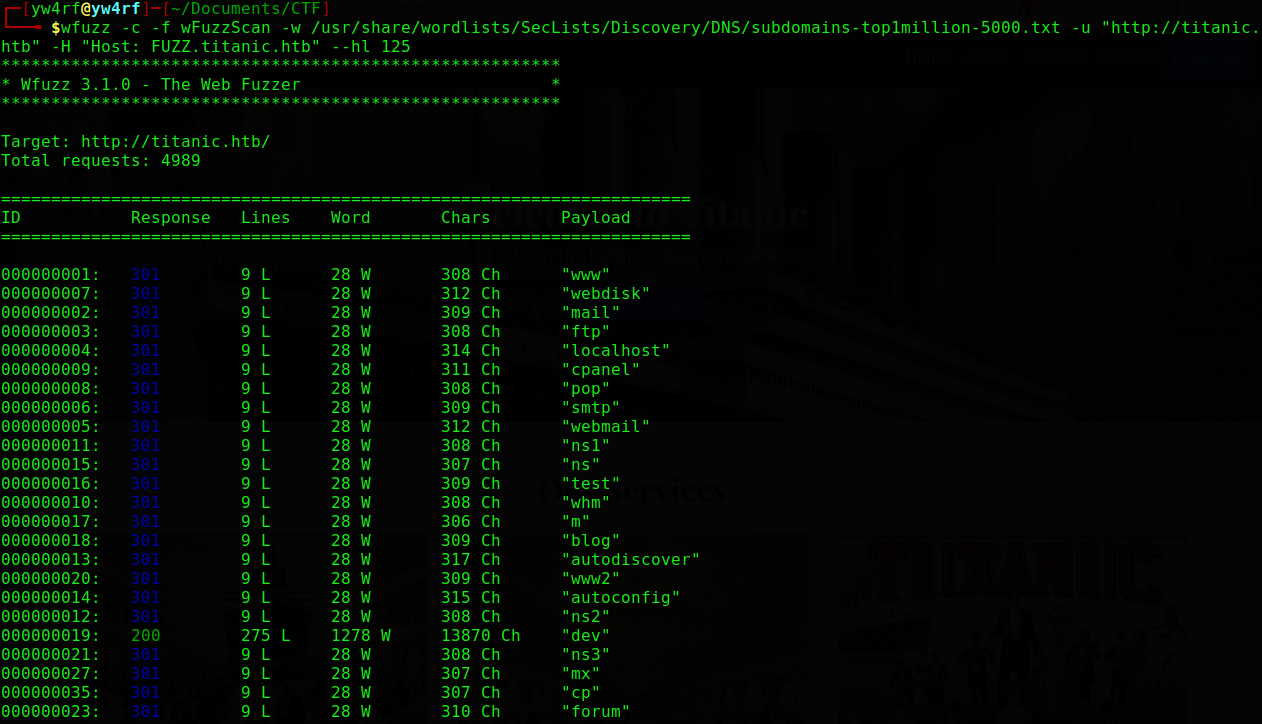 ┌─[yw4rf@yw4rf]─[~/Documents/CTF]
└──╼ $wfuzz -c -f wFuzzScan -w /usr/share/wordlists/SecLists/Discovery/DNS/subdomains-top1million-5000.txt -u "http://titanic.
htb" -H "Host: FUZZ.titanic.htb" --hl 125
********************************************************
* Wfuzz 3.1.0 - The Web Fuzzer                         *
********************************************************
Target: http://titanic.htb/
Total requests: 4989
=====================================================================
ID           Response   Lines    Word       Chars       Payload
=====================================================================
000000001:   301        9 L      28 W       308 Ch      "www"
000000007:   301        9 L      28 W       312 Ch      "webdisk"
000000002:   301        9 L      28 W       309 Ch      "mail"
000000003:   301        9 L      28 W       308 Ch      "ftp"
000000004:   301        9 L      28 W       314 Ch      "localhost"
000000009:   301        9 L      28 W       311 Ch      "cpanel"
000000008:   301        9 L      28 W       308 Ch      "pop"
000000006:   301        9 L      28 W       309 Ch      "smtp"
000000005:   301        9 L      28 W       312 Ch      "webmail"
000000011:   301        9 L      28 W       308 Ch      "ns1"
000000015:   301        9 L      28 W       307 Ch      "ns"
000000016:   301        9 L      28 W       309 Ch      "test"
000000010:   301        9 L      28 W       308 Ch      "whm"
000000017:   301        9 L      28 W       306 Ch      "m"
000000018:   301        9 L      28 W       309 Ch      "blog"
000000013:   301        9 L      28 W       317 Ch      "autodiscover"
000000020:   301        9 L      28 W       309 Ch      "www2"
000000014:   301        9 L      28 W       315 Ch      "autoconfig"
000000012:   301        9 L      28 W       308 Ch      "ns2"
000000019:   200        275 L    1278 W     13870 Ch    "dev"
000000021:   301        9 L      28 W       308 Ch      "ns3"
000000027:   301        9 L      28 W       307 Ch      "mx"
000000035:   301        9 L      28 W       307 Ch      "cp"
000000023:   301        9 L      28 W       310 Ch      "forum"